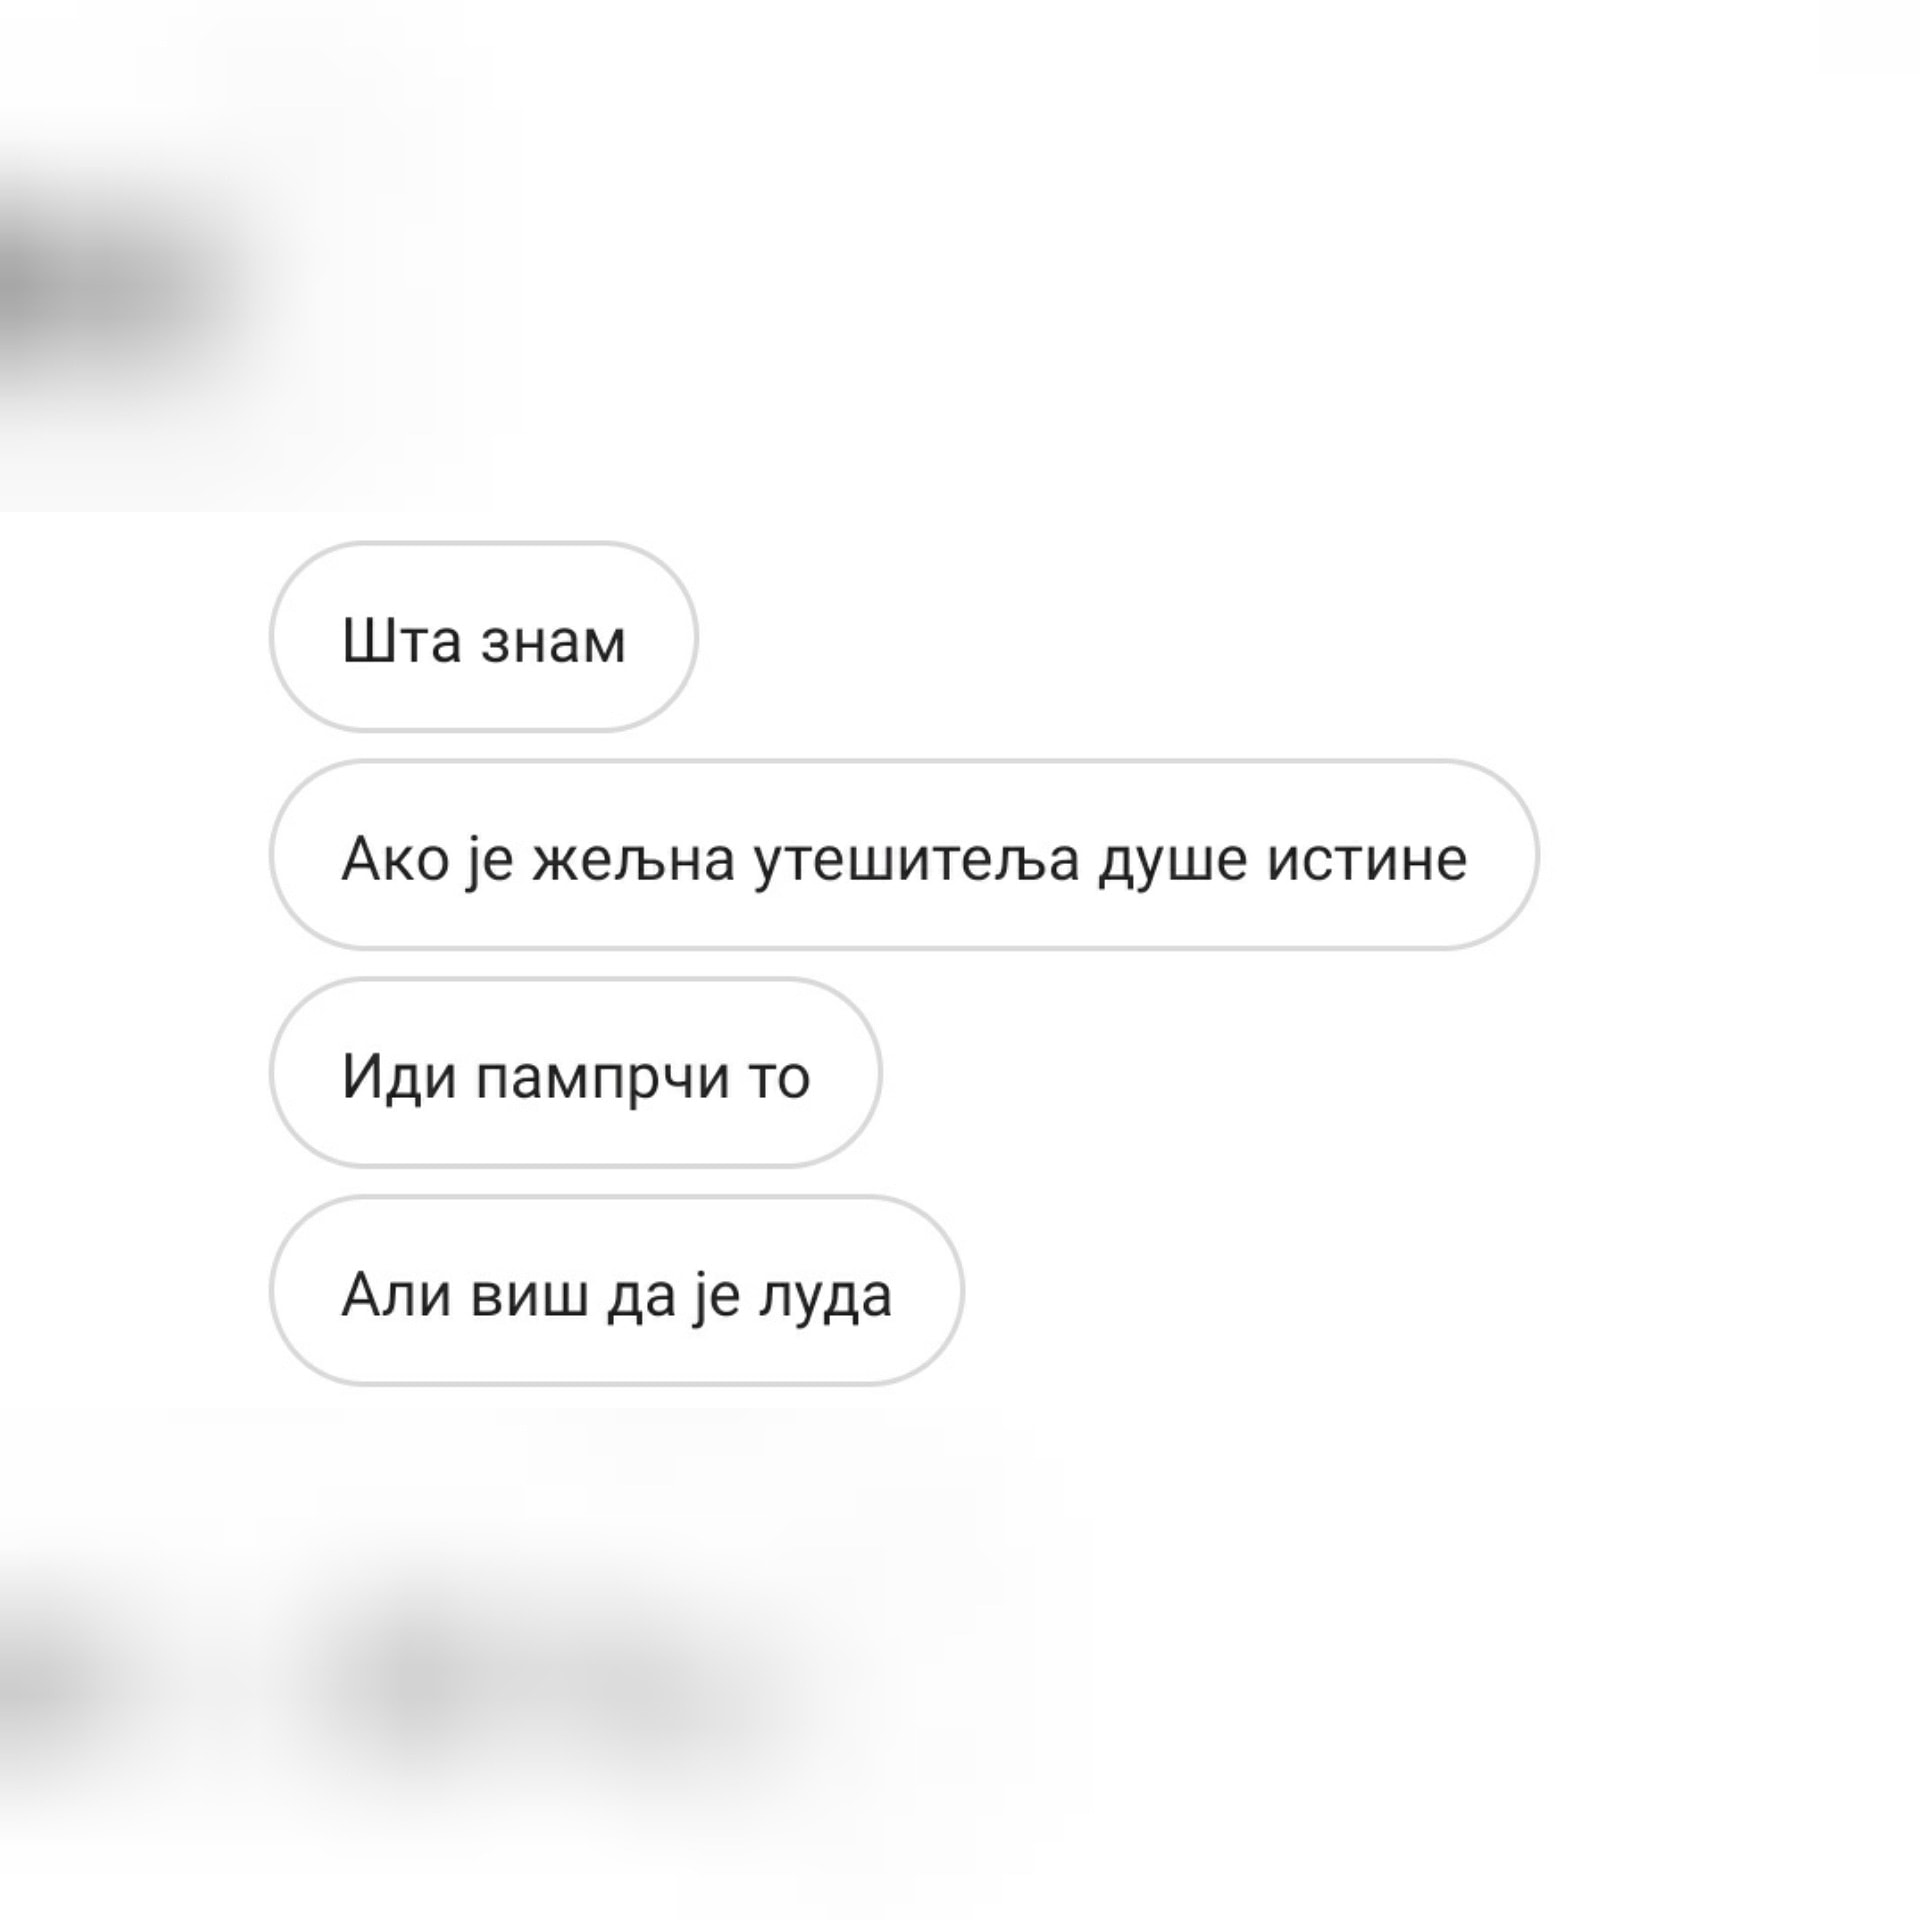 Шта знам
Ако је жељна утешитеља душе истине
Иди пампрчи то
Али виш да је луда